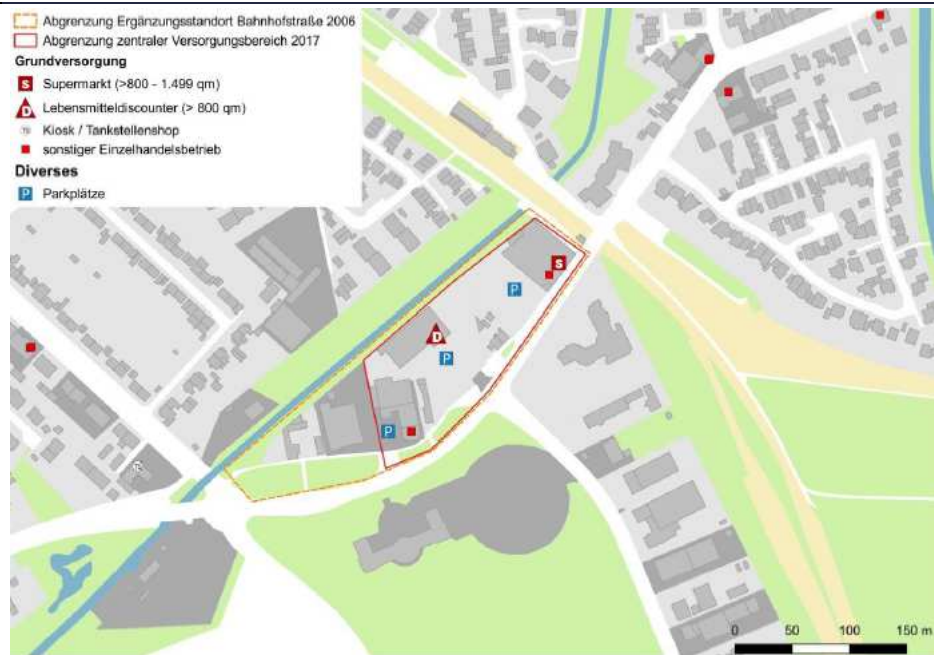 Abgrenzung Ergänzungsstandort Bahnhofstraße 2006
Abgrenzung zentraler Versorgungsbereich 2017
Grundversorgung
S Supermarkt (>800 - 1.499 qm)
D Lebensmitteldiscounter (> 800 qm)
Kiosk / Tankstellenshop
sonstiger Einzelhandelsbetrieb
Diverses
P Parkplätze
S
P
D
P
P
0 50 100 150 m